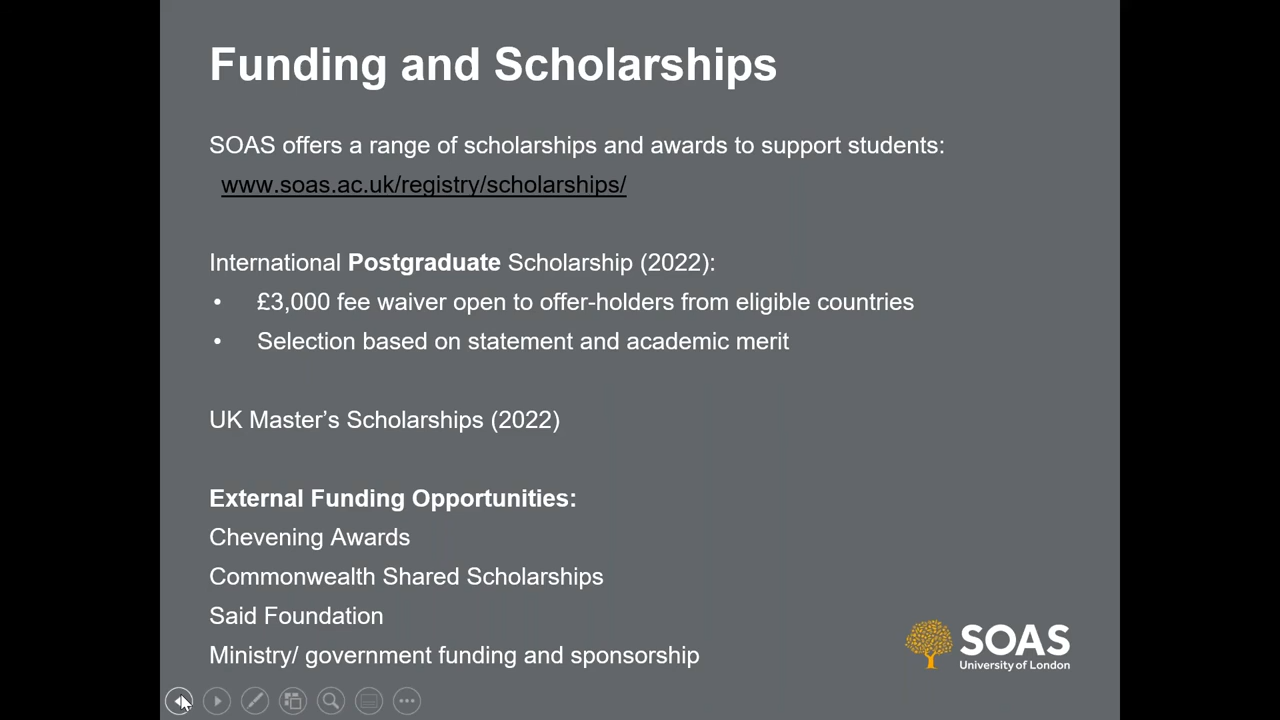 Funding and Scholarships
SOAS offers a range of scholarships and awards to support students:
www.soas.ac.uk/registry/scholarships/
International Postgraduate Scholarship (2022):
• £3,000 fee waiver open to offer-holders from eligible countries
• Selection based on statement and academic merit
UK Master’s Scholarships (2022)
External Funding Opportunities:
Chevening Awards
Commonwealth Shared Scholarships
Said Foundation
Ministry/ government funding and sponsorship
SOAS
University of London